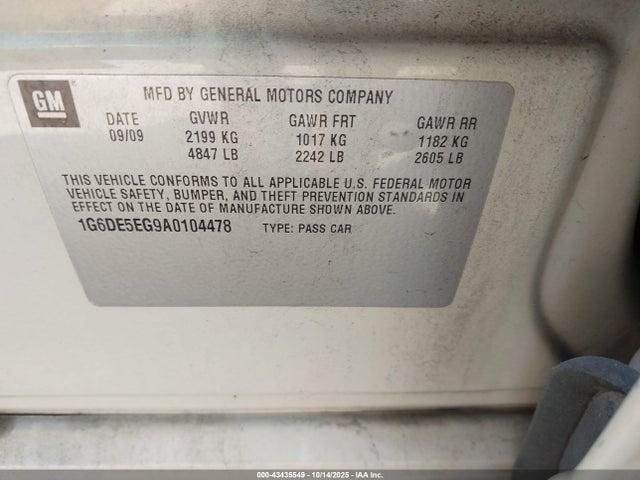 GM
MFD BY GENERAL MOTORS COMPANY
DATE GVWR GAWR FRT GAWR RR
09/09 2199 KG 1017 KG 1182 KG
4847 LB 2242 LB 2605 LB
THIS VEHICLE CONFORMS TO ALL APPLICABLE U.S. FEDERAL MOTOR
VEHICLE SAFETY, BUMPER, AND THEFT PREVENTION STANDARDS IN
EFFECT ON THE DATE OF MANUFACTURE SHOWN ABOVE.
1G6DE5EG9A0104478 TYPE: PASS CAR
000-43435549 | 10/14/2025 | IAA Inc.